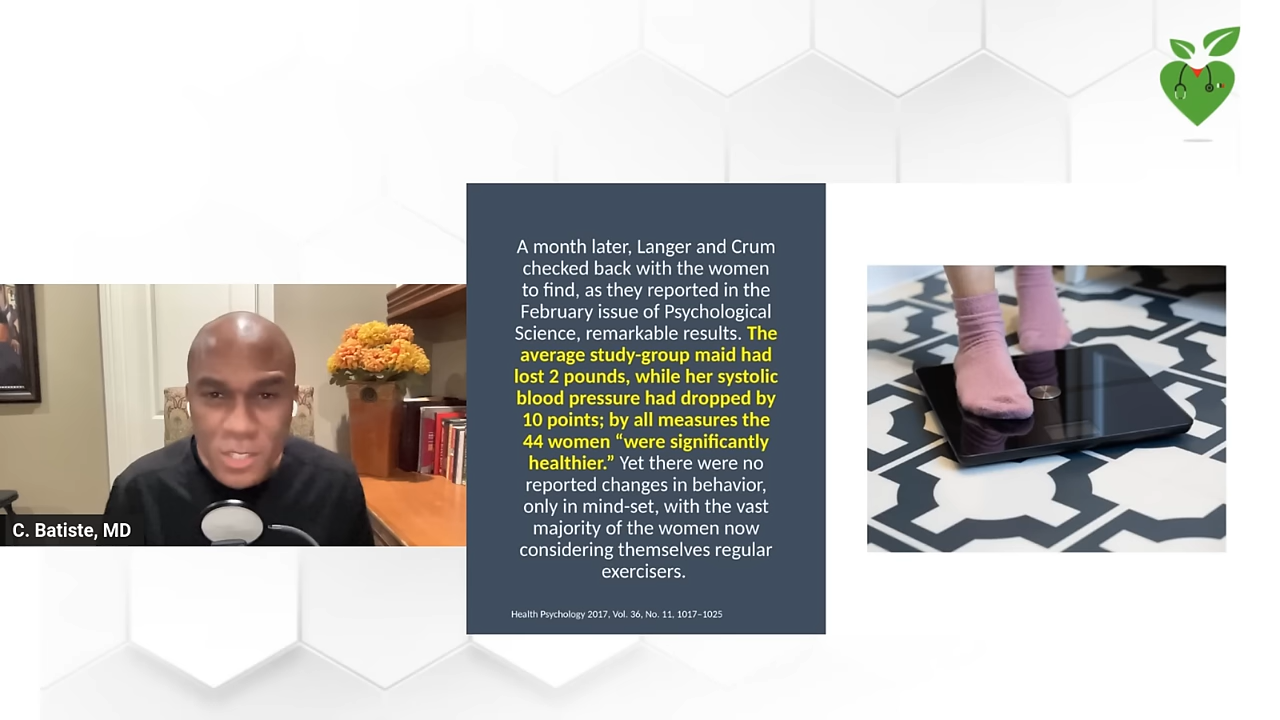 A month later, Langer and Crum
checked back with the women
to find, as they reported in the
February issue of Psychological
Science, remarkable results. The
average study-group maid had
lost 2 pounds, while her systolic
blood pressure had dropped by
10 points; by all measures the
44 women “were significantly
healthier.” Yet there were no
reported changes in behavior,
only in mind-set, with the vast
majority of the women now
considering themselves regular
exercisers.
Health Psychology 2017, Vol. 36, No. 11, 1017–1025
C. Batiste, MD